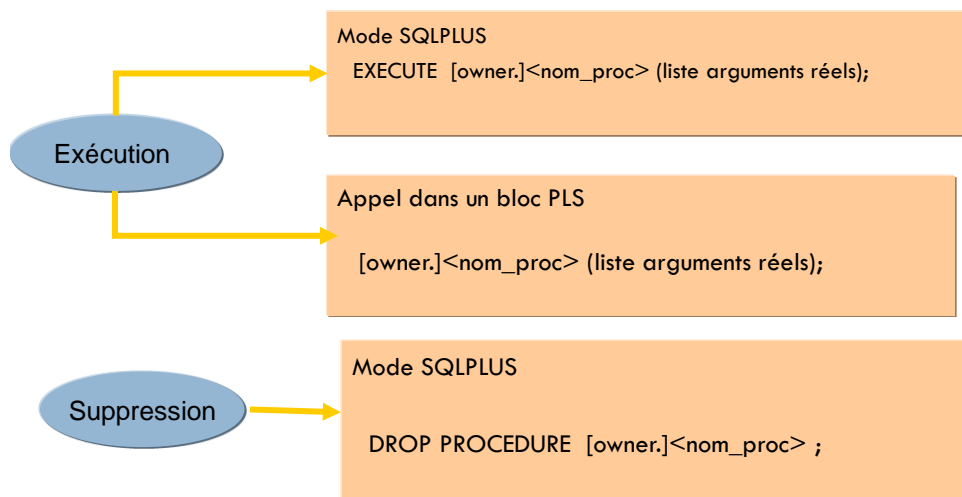 Mode SQLPLUS
EXECUTE [owner.]<nom_proc> (liste arguments réels);
Exécution
Appel dans un bloc PLS
[owner.]<nom_proc> (liste arguments réels);
Mode SQLPLUS
Suppression
DROP PROCEDURE [owner.]<nom_proc> ;